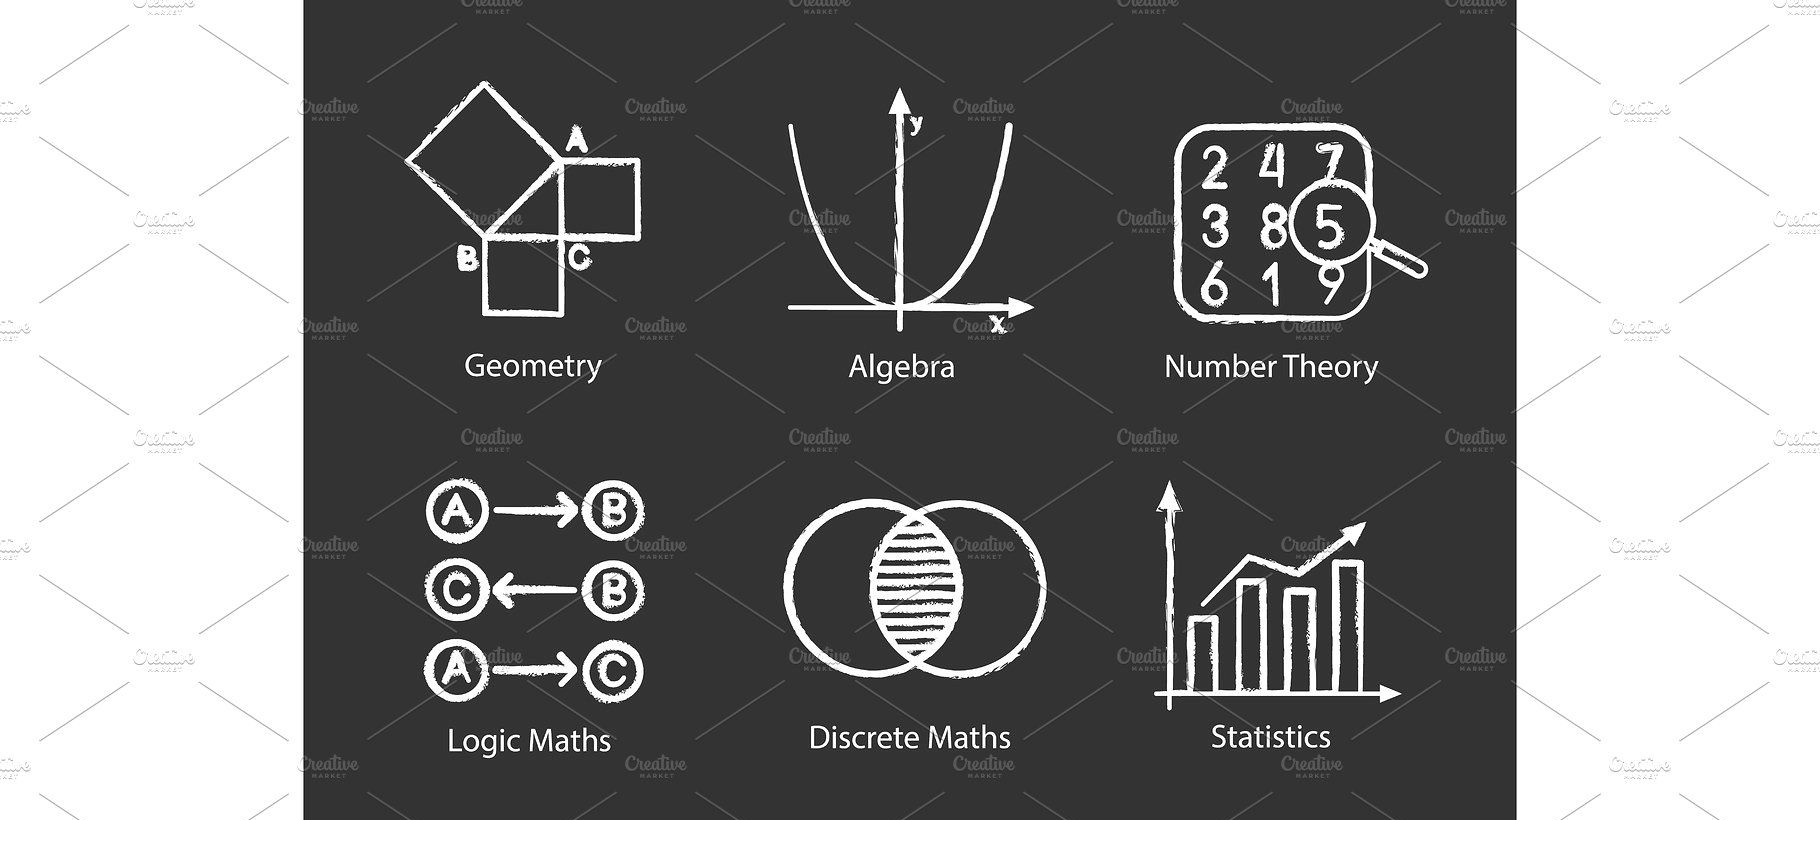 A
B
C
y
x
2 4 7
3 8 5
6 1 9
Geometry
Algebra
Number Theory
A B
C B
A C
Logic Maths
Discrete Maths
Statistics
Creative
MARKET